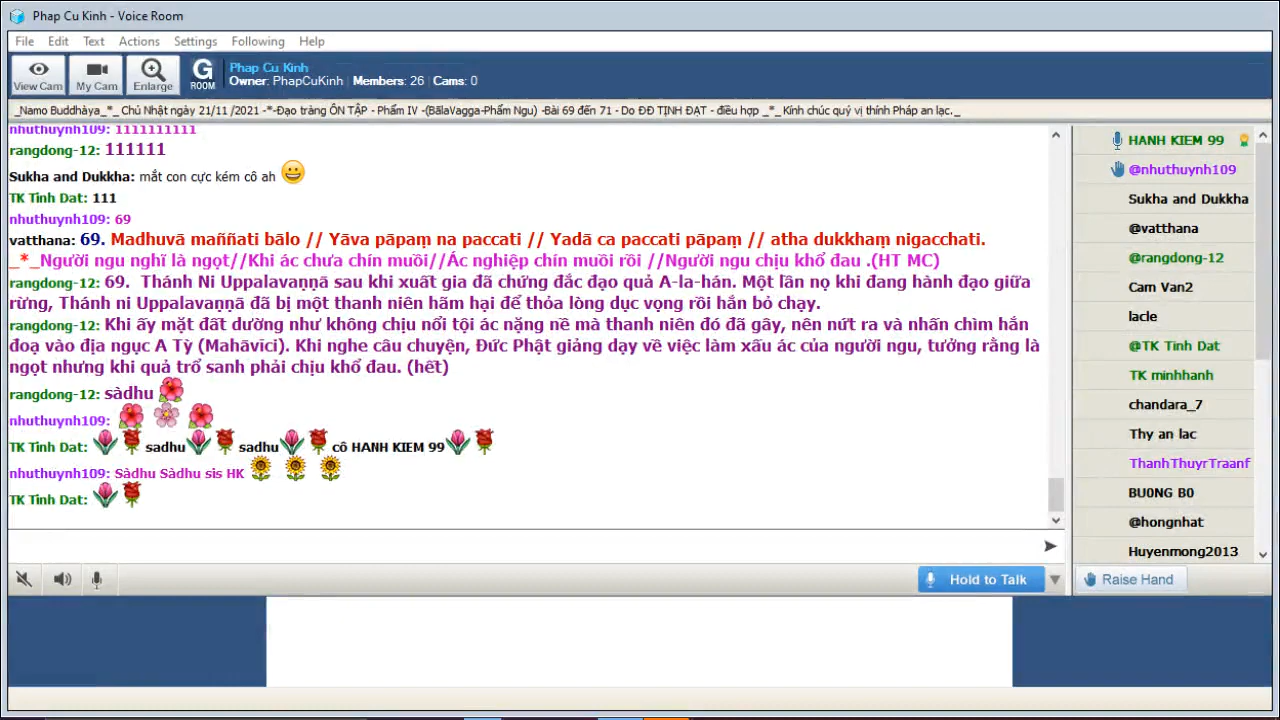 Phap Cu Kinh - Voice Room
File Edit Text Actions Settings Following Help
View Cam My Cam Enlarge G ROOM
Phap Cu Kinh
Owner: PhapCuKinh | Members: 26 | Cams: 0
_Namo Buddhàya_*_ Chủ Nhật ngày 21/11 /2021 -*-Đạo tràng ÔN TẬP - Phẩm IV -(BãlaVagga-Phẩm Ngu) -Bài 69 đến 71 - Do ĐĐ TỊNH ĐẠT - điều hợp _*_ Kính chúc quý vị thính Pháp an lạc._
nhuthuynh109: 1111111111
rangdong-12: 111111
Sukha and Dukkha: mắt con cực kém cô ah
TK Tinh Dat: 111
nhuthuynh109: 69
vatthana: 69. Madhuvā maññati bālo // Yāva pāpaṃ na paccati // Yadā ca paccati pāpaṃ // atha dukkhaṃ nigacchati.
_*_Người ngu nghĩ là ngọt//Khi ác chưa chín muồi//Ác nghiệp chín muồi rồi //Người ngu chịu khổ đau .(HT MC)
rangdong-12: 69. Thánh Ni Uppalavaṇṇā sau khi xuất gia đã chứng đắc đạo quả A-la-hán. Một lần nọ khi đang hành đạo giữa
rừng, Thánh ni Uppalavaṇṇā đã bị một thanh niên hãm hại để thỏa lòng dục vọng rồi hắn bỏ chạy.
rangdong-12: Khi ấy mặt đất dường như không chịu nổi tội ác nặng nề mà thanh niên đó đã gây, nên nứt ra và nhấn chìm hắn
đoạ vào địa ngục A Tỳ (Mahāvīci). Khi nghe câu chuyện, Đức Phật giảng dạy về việc làm xấu ác của người ngu, tưởng rằng là
ngọt nhưng khi quả trổ sanh phải chịu khổ đau. (hết)
rangdong-12: sàdhu
nhuthuynh109:
TK Tinh Dat: sadhu sadhu cô HANH KIEM 99
nhuthuynh109: Sàdhu Sàdhu sis HK
TK Tinh Dat:
Hold to Talk
HANH KIEM 99
@nhuthuynh109
Sukha and Dukkha
@vatthana
@rangdong-12
Cam Van2
lacle
@TK Tinh Dat
TK minhhanh
chandara_7
Thy an lac
ThanhThuyrTraanf
BU0NG B0
@hongnhat
Huyenmong2013
Raise Hand